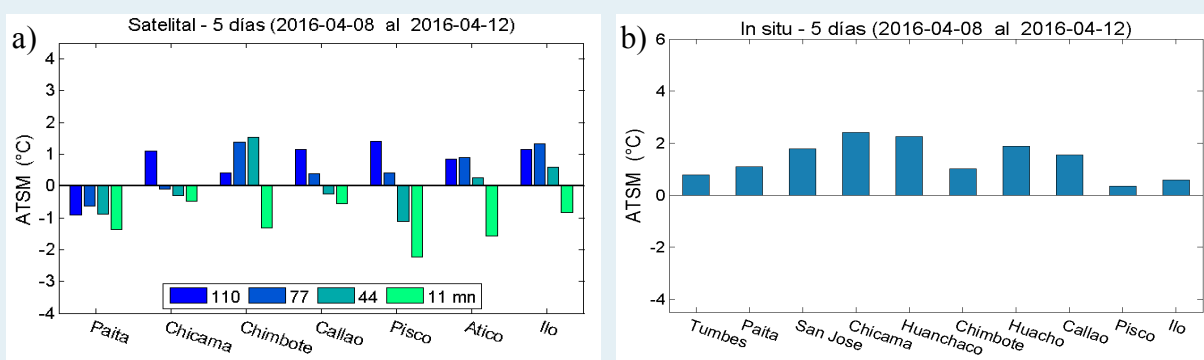 a)
Satelital - 5 días (2016-04-08 al 2016-04-12)
ATSM (°C)
4
3
2
1
0
-1
-2
-3
-4
110 77 44 11 mn
Paita Chicama Chimbote Callao Pisco Atico Ilo
b)
In situ - 5 días (2016-04-08 al 2016-04-12)
ATSM (°C)
6
4
2
0
-2
-4
Tumbes Paita San Jose Chicama Huanchaco Chimbote Huacho Callao Pisco Ilo